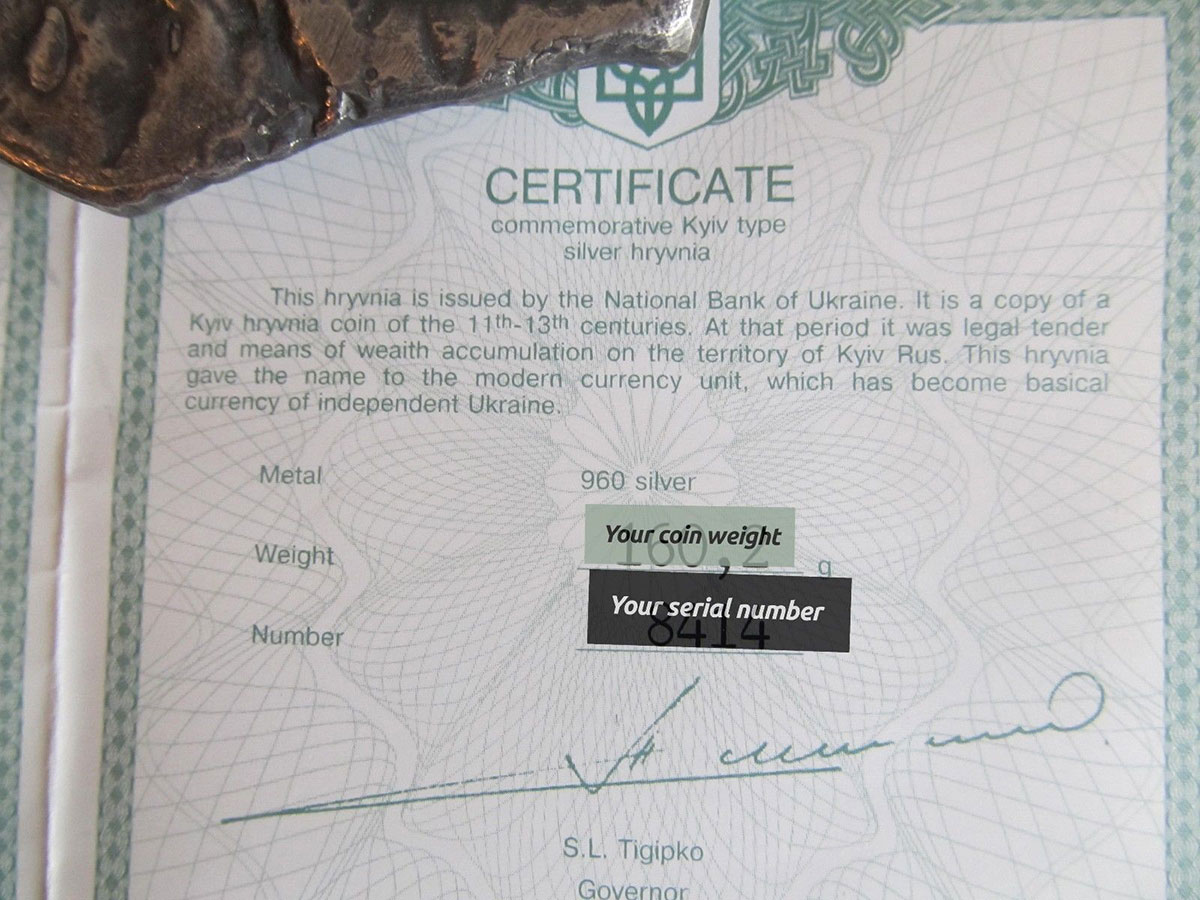 CERTIFICATE
commemorative Kyiv type
silver hryvnia
This hryvnia is issued by the National Bank of Ukraine. It is a copy of a
Kyiv hryvnia coin of the 11th-13th centuries. At that period it was legal tender
and means of weaith accumulation on the territory of Kyiv Rus. This hryvnia
gave the name to the modern currency unit, which has become basical
currency of independent Ukraine.
Metal 960 silver
Your coin weight
Weight 160,2 g
Your serial number
Number 8414
S.L. Tigipko
Governor